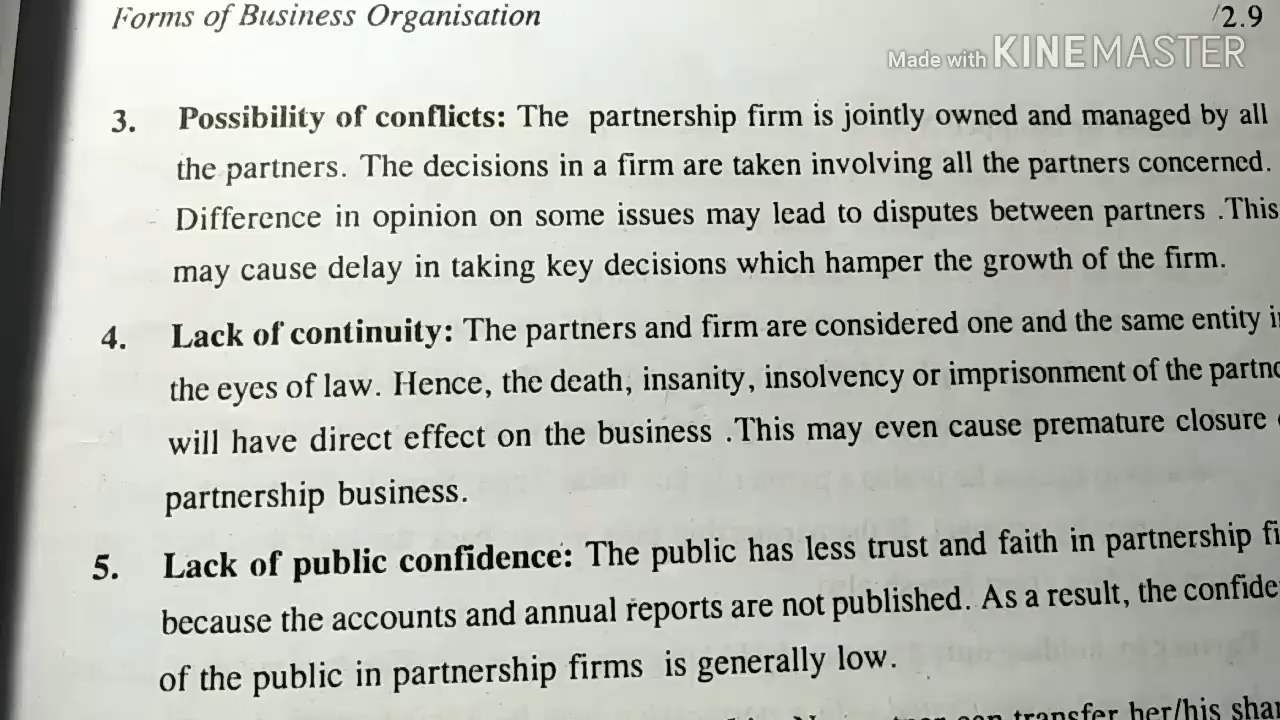 Forms of Business Organisation
/2.9
Made with KINEMASTER
3. Possibility of conflicts: The partnership firm is jointly owned and managed by all
the partners. The decisions in a firm are taken involving all the partners concerned.
Difference in opinion on some issues may lead to disputes between partners .This
may cause delay in taking key decisions which hamper the growth of the firm.
4. Lack of continuity: The partners and firm are considered one and the same entity
the eyes of law. Hence, the death, insanity, insolvency or imprisonment of the
will have direct effect on the business .This may even cause premature closure
partnership business.
5. Lack of public confidence: The public has less trust and faith in partnership
because the accounts and annual reports are not published. As a result, the
of the public in partnership firms is generally low.
transfer her/his